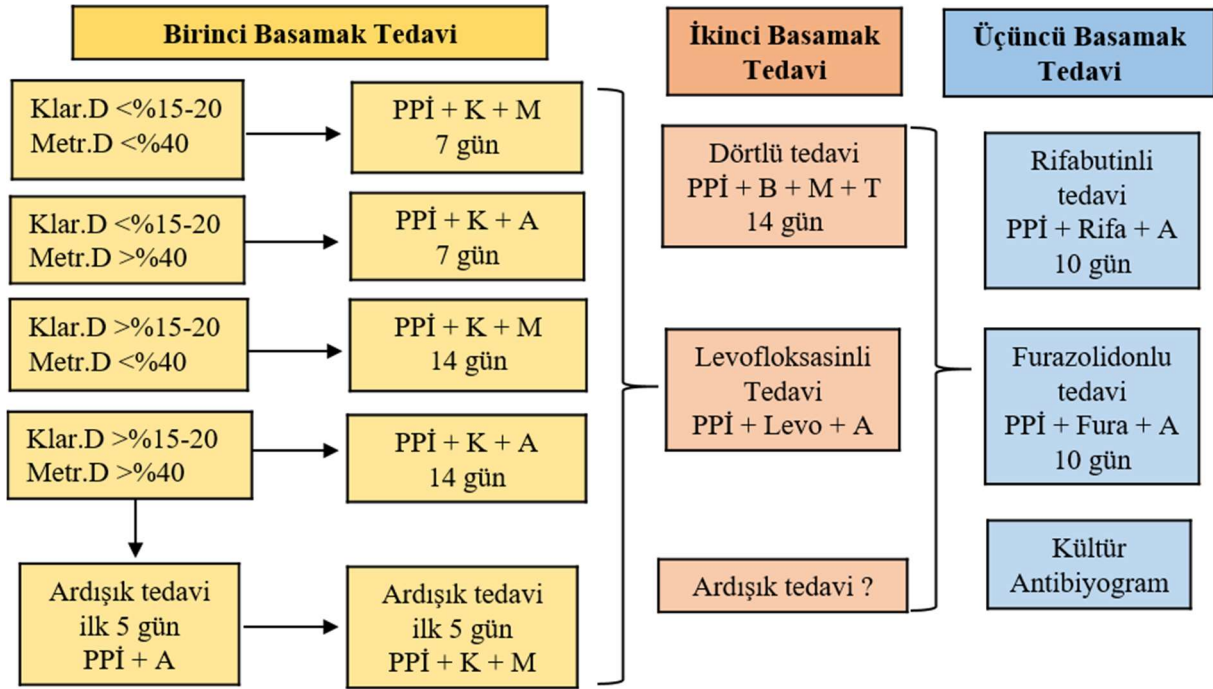 Birinci Basamak Tedavi
Klar.D <%15-20
Metr.D <%40
PPİ + K + M
7 gün
Klar.D <%15-20
Metr.D >%40
PPİ + K + A
7 gün
Klar.D >%15-20
Metr.D <%40
PPİ + K + M
14 gün
Klar.D >%15-20
Metr.D >%40
PPİ + K + A
14 gün
Ardışık tedavi
ilk 5 gün
PPİ + A
Ardışık tedavi
ilk 5 gün
PPİ + K + M
İkinci Basamak
Tedavi
Dörtlü tedavi
PPİ + B + M + T
14 gün
Levofloksasinli
Tedavi
PPİ + Levo + A
Ardışık tedavi ?
Üçüncü Basamak
Tedavi
Rifabutinli
tedavi
PPİ + Rifa + A
10 gün
Furazolidonlu
tedavi
PPİ + Fura + A
10 gün
Kültür
Antibiyogram